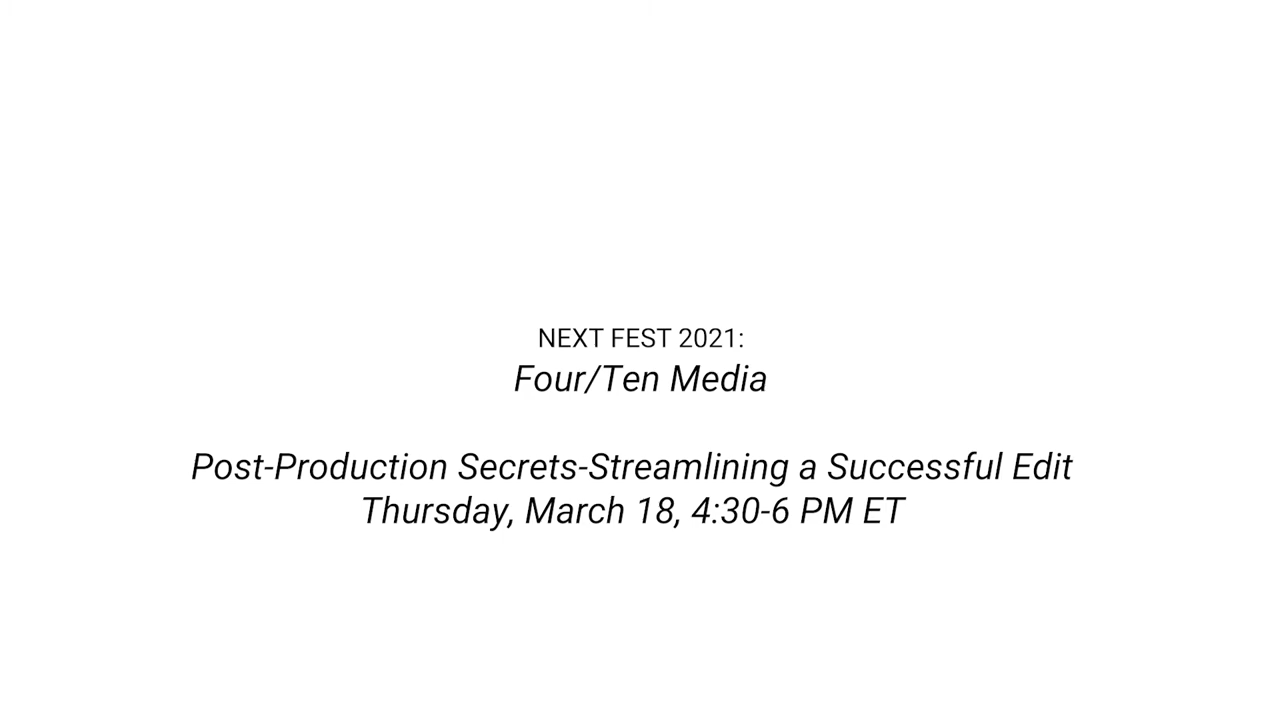 NEXT FEST 2021:
Four/Ten Media
Post-Production Secrets-Streamlining a Successful Edit
Thursday, March 18, 4:30-6 PM ET